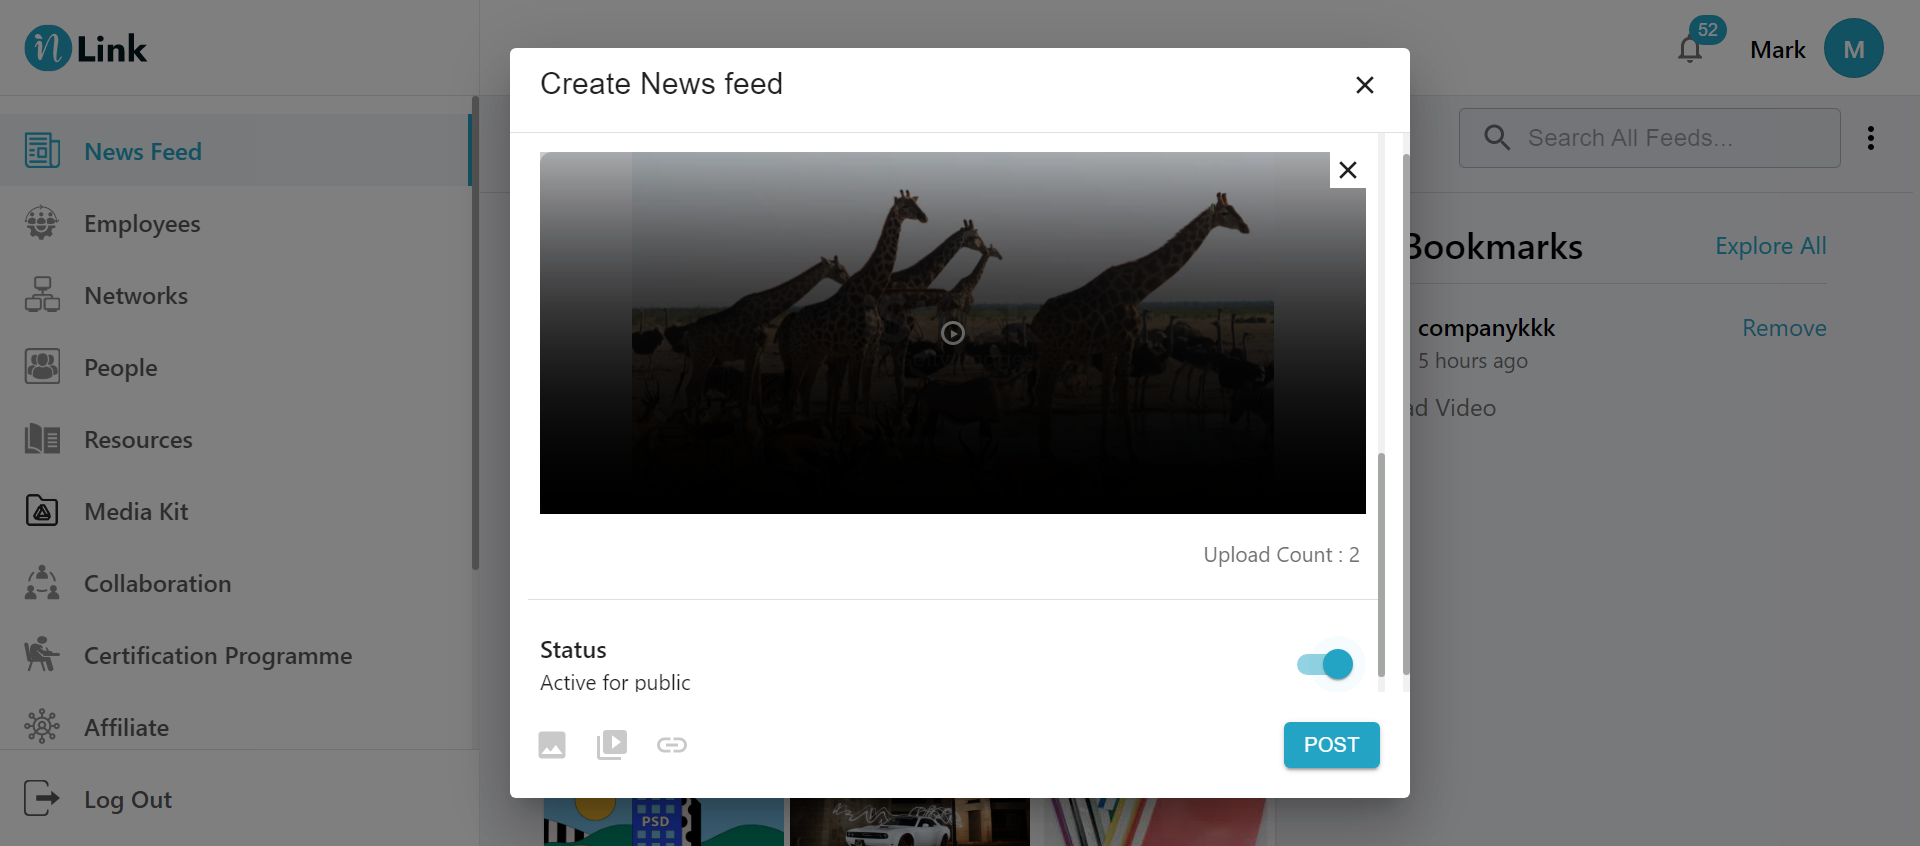 n Link
52
Mark
M
Create News feed
Search All Feeds...
News Feed
Employees
Networks
People
Resources
Media Kit
Collaboration
Certification Programme
Affiliate
Log Out
Bookmarks
Explore All
companykkk
Remove
5 hours ago
ad Video
Upload Count : 2
Status
Active for public
POST
PSD